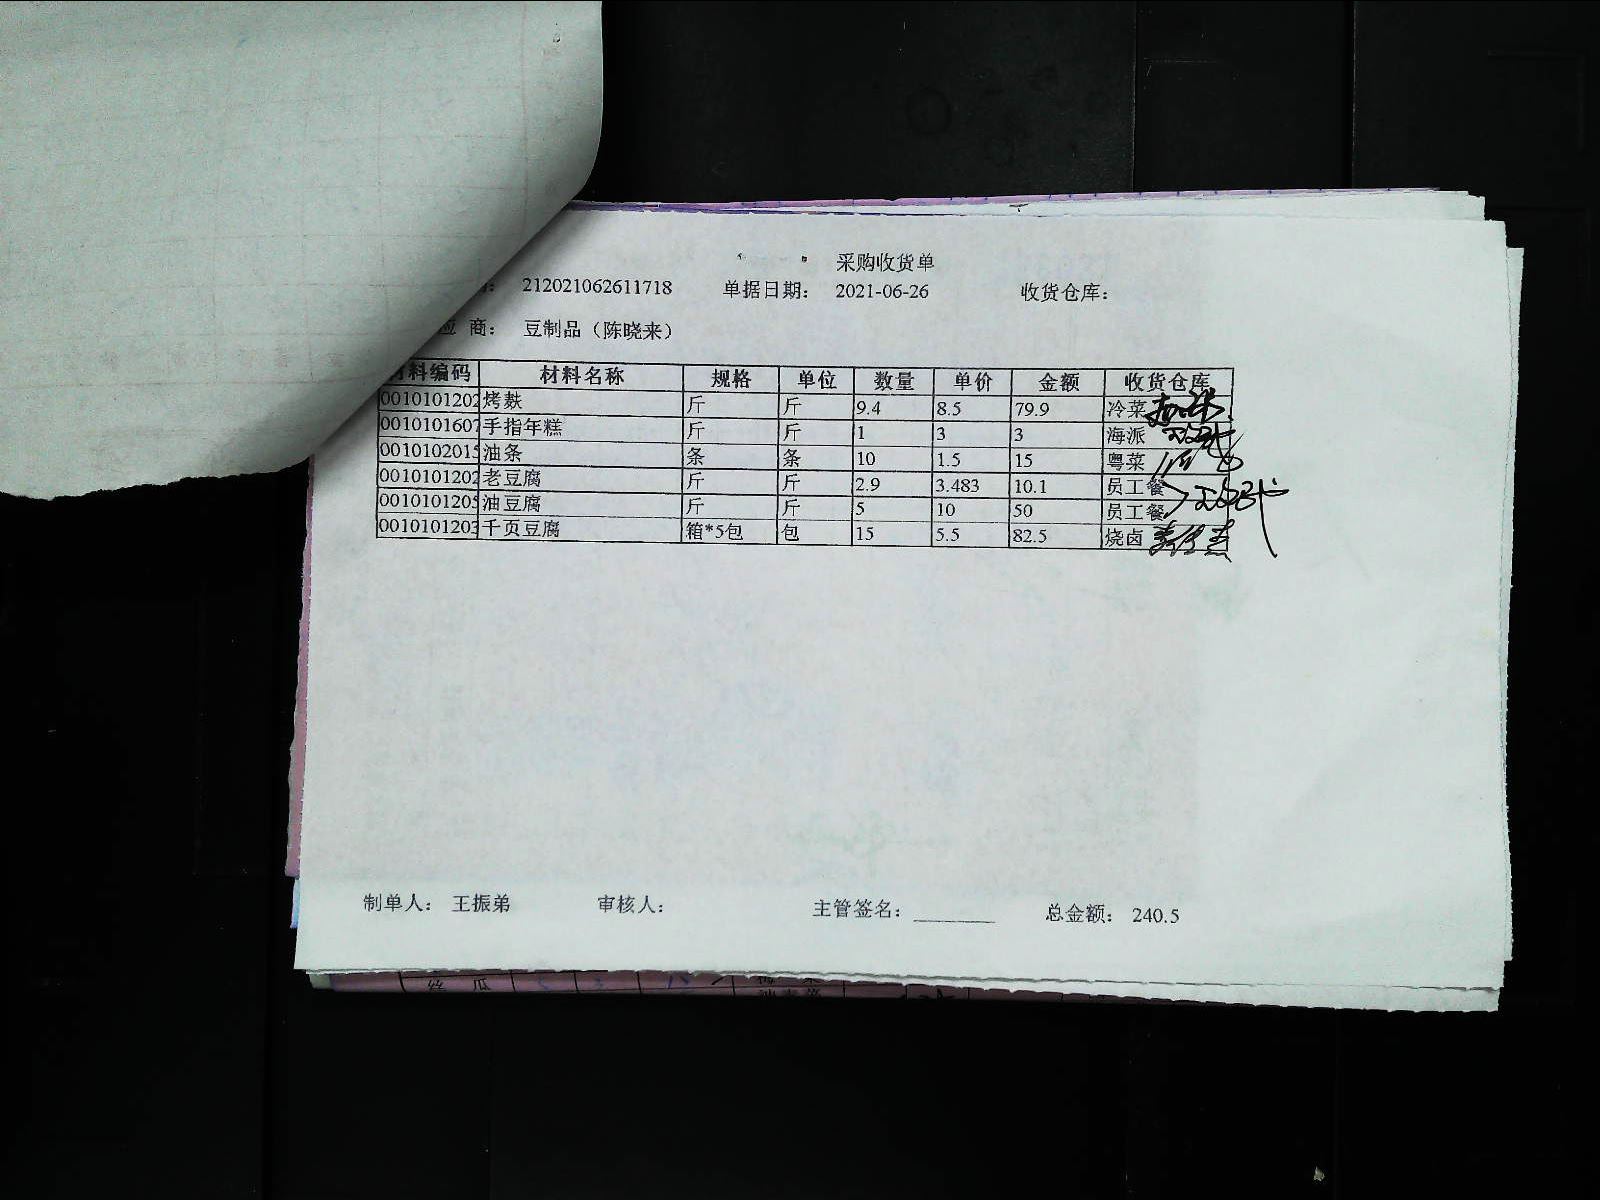 采购收货单
212021062611718 单据日期： 2021-06-26 收货仓库：
应 商： 豆制品（陈晓来）
材料编码 材料名称 规格 单位 数量 单价 金额 收货仓库
0010101202 烤麸 斤 斤 9.4 8.5 79.9 冷菜
0010101607 手指年糕 斤 斤 1 3 3 海派
0010102015 油条 条 条 10 1.5 15 粤菜
0010101202 老豆腐 斤 斤 2.9 3.483 10.1 员工餐
0010101205 油豆腐 斤 斤 5 10 50 员工餐
0010101203 千页豆腐 箱*5包 包 15 5.5 82.5 烧卤
制单人： 王振弟 审核人： 主管签名：________ 总金额： 240.5
丝 瓜